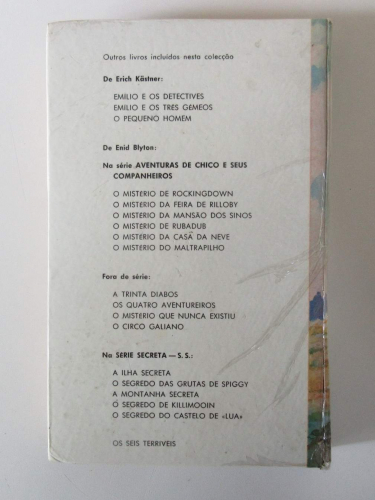 Outros livros incluídos nesta colecção
De Erich Kästner:
EMILIO E OS DETECTIVES
EMILIO E OS TRES GEMEOS
O PEQUENO HOMEM
De Enid Blyton:
Na série AVENTURAS DE CHICO E SEUS
COMPANHEIROS
O MISTERIO DE ROCKINGDOWN
O MISTERIO DA FEIRA DE RILLOBY
O MISTERIO DA MANSÃO DOS SINOS
O MISTERIO DE RUBADUB
O MISTERIO DA CASA DA NEVE
O MISTERIO DO MALTRAPILHO
Fora de série:
A TRINTA DIABOS
OS QUATRO AVENTUREIROS
O MISTERIO QUE NUNCA EXISTIU
O CIRCO GALIANO
Na SERIE SECRETA — S. S.:
A ILHA SECRETA
O SEGREDO DAS GRUTAS DE SPIGGY
A MONTANHA SECRETA
O SEGREDO DE KILLIMOOIN
O SEGREDO DO CASTELO DE «LUA»
OS SEIS TERRIVEIS